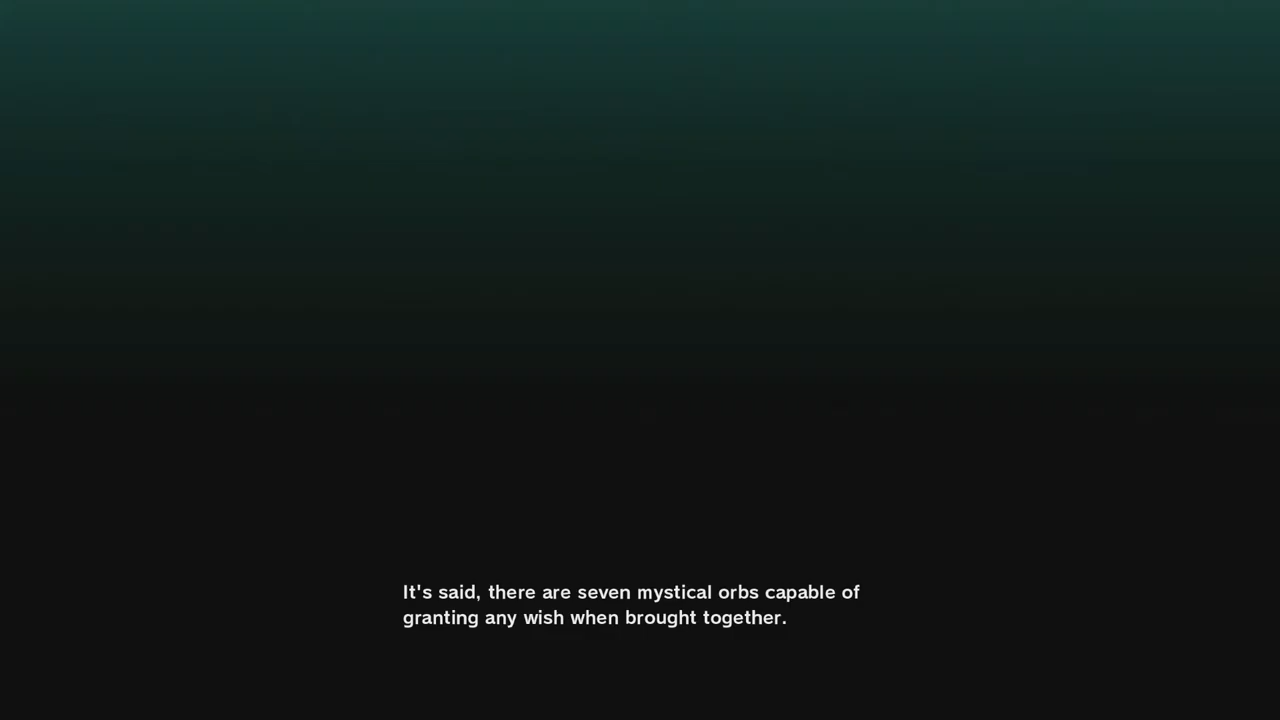 It's said, there are seven mystical orbs capable of
granting any wish when brought together.